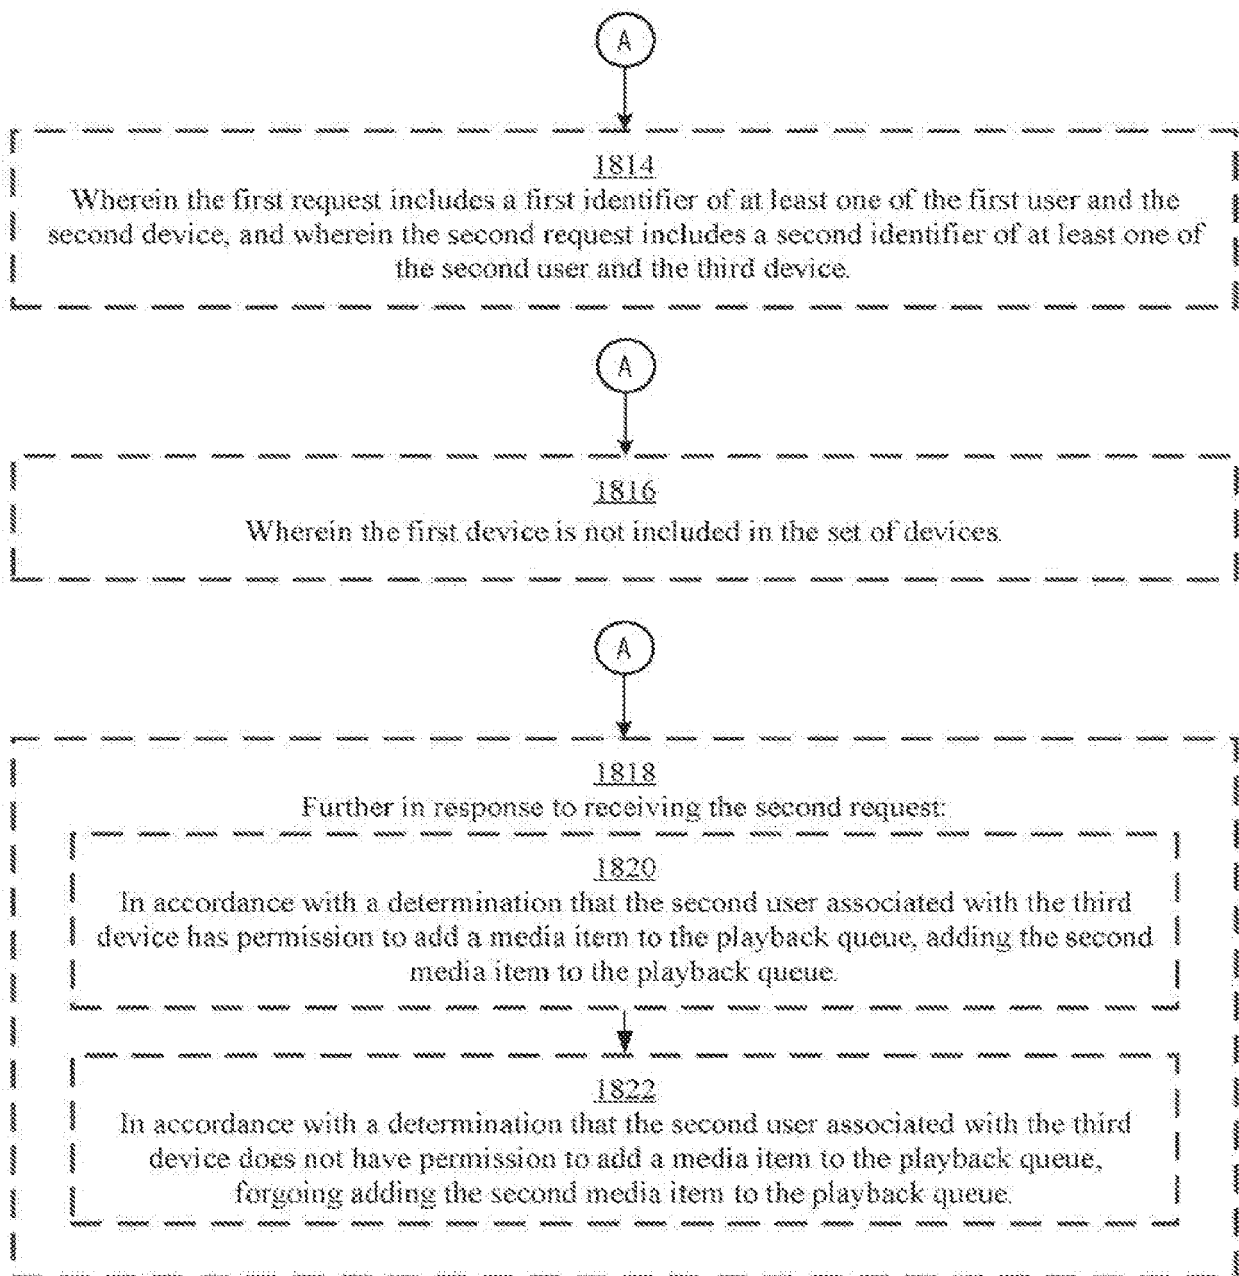 A
1814
Wherein the first request includes a first identifier of at least one of the first user and the
second device, and wherein the second request includes a second identifier of at least one of
the second user and the third device.
A
1816
Wherein the first device is not included in the set of devices.
A
1818
Further in response to receiving the second request:
1820
In accordance with a determination that the second user associated with the third
device has permission to add a media item to the playback queue, adding the second
media item to the playback queue.
1822
In accordance with a determination that the second user associated with the third
device does not have permission to add a media item to the playback queue,
forgoing adding the second media item to the playback queue.